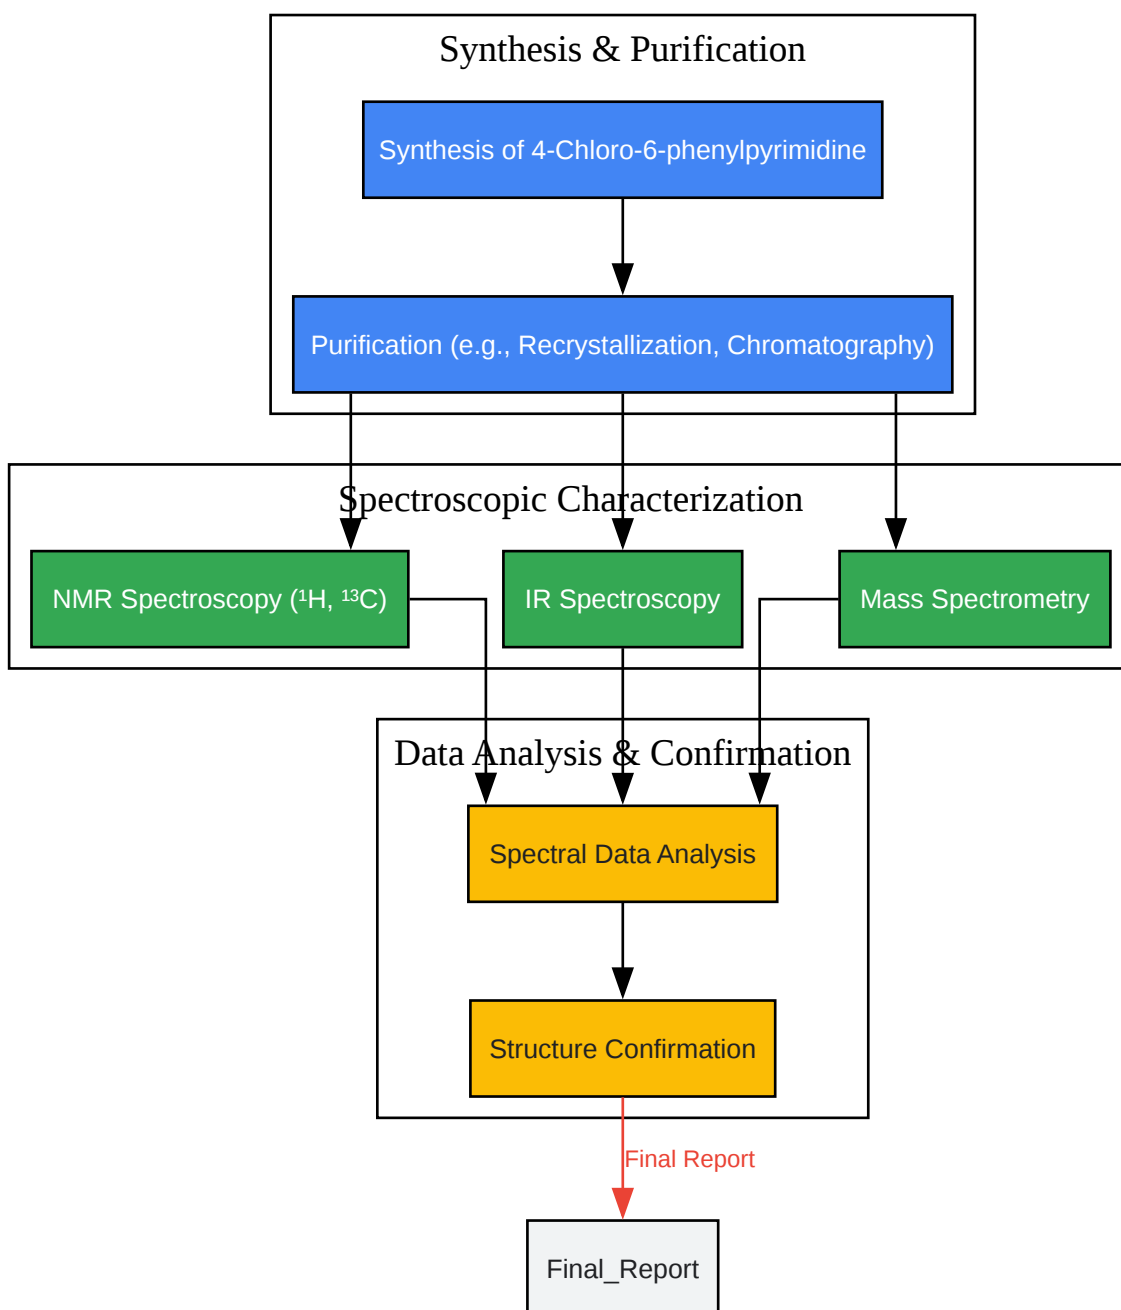 Synthesis & Purification
Synthesis of 4-Chloro-6-phenylpyrimidine
Purification (e.g., Recrystallization, Chromatography)
Spectroscopic Characterization
NMR Spectroscopy (¹H, ¹³C)
IR Spectroscopy
Mass Spectrometry
Data Analysis & Confirmation
Spectral Data Analysis
Structure Confirmation
Final Report
Final_Report